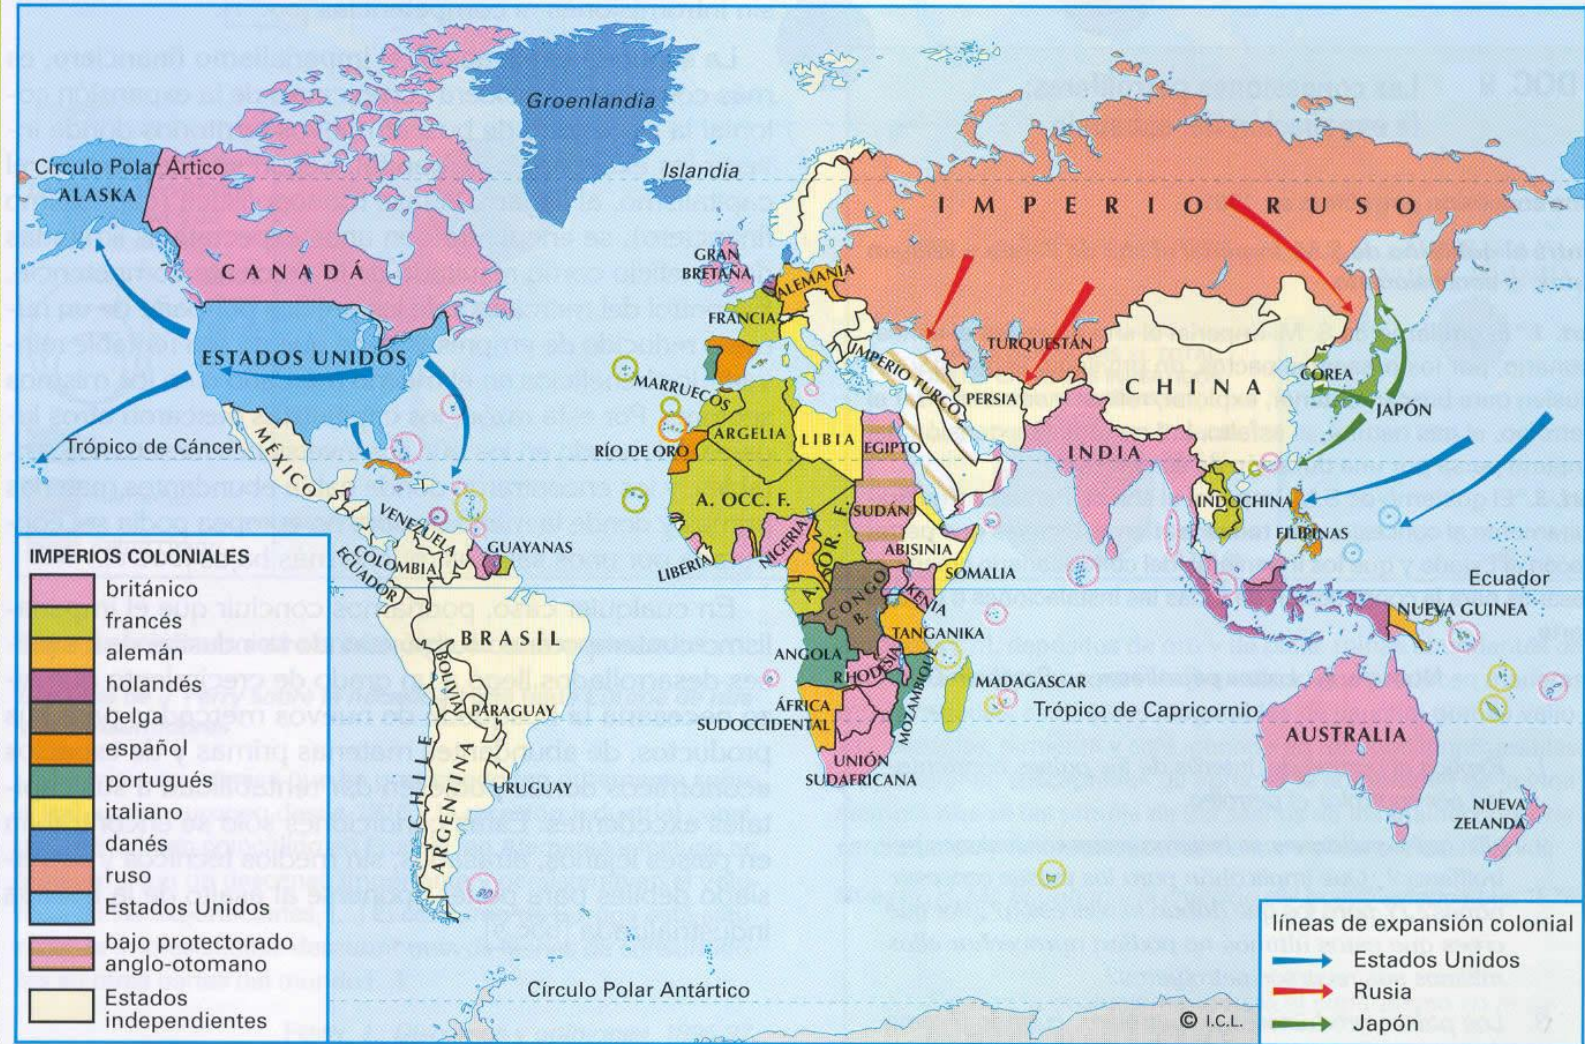 Círculo Polar Ártico
ALASKA
Groenlandia
Islandia
CANADÁ
IMPERIO RUSO
GRAN
BRETAÑA
ALEMANIA
FRANCIA
ESTADOS UNIDOS
TURQUESTÁN
IMPERIO TURCO
PERSIA
CHINA
COREA
JAPÓN
MARRUECOS
ARGELIA
LIBIA
EGIPTO
RÍO DE ORO
Trópico de Cáncer
MÉXICO
INDIA
A. OCC. F.
SUDÁN
INDOCHINA
FILIPINAS
VENEZUELA
GUAYANAS
COLOMBIA
ECUADOR
LIBERIA
NIGERIA
A. OR. F.
ABISINIA
SOMALIA
Ecuador
CONGO
B.
KENIA
NUEVA GUINEA
BRASIL
TANGANIKA
ANGOLA
RHODESIA
MOZAMBIQUE
MADAGASCAR
BOLIVIA
PARAGUAY
ÁFRICA
SUDOCCIDENTAL
Trópico de Capricornio
AUSTRALIA
CHILE
ARGENTINA
URUGUAY
UNIÓN
SUDAFRICANA
NUEVA
ZELANDA
IMPERIOS COLONIALES
británico
francés
alemán
holandés
belga
español
portugués
italiano
danés
ruso
Estados Unidos
bajo protectorado
anglo-otomano
Estados
independientes
Círculo Polar Antártico
© I.C.L.
líneas de expansión colonial
Estados Unidos
Rusia
Japón